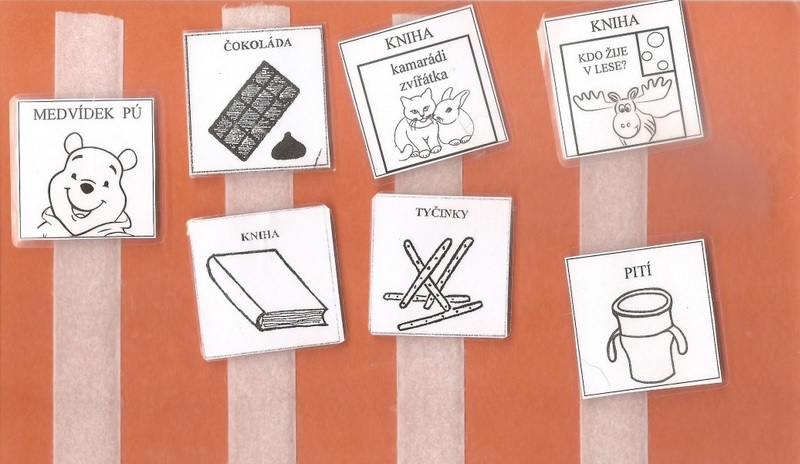 MEDVÍDEK PÚ
ČOKOLÁDA
KNIHA
KNIHA
kamarádi
zvířátka
TYČINKY
KNIHA
KDO ŽIJE
V LESE?
PITÍ